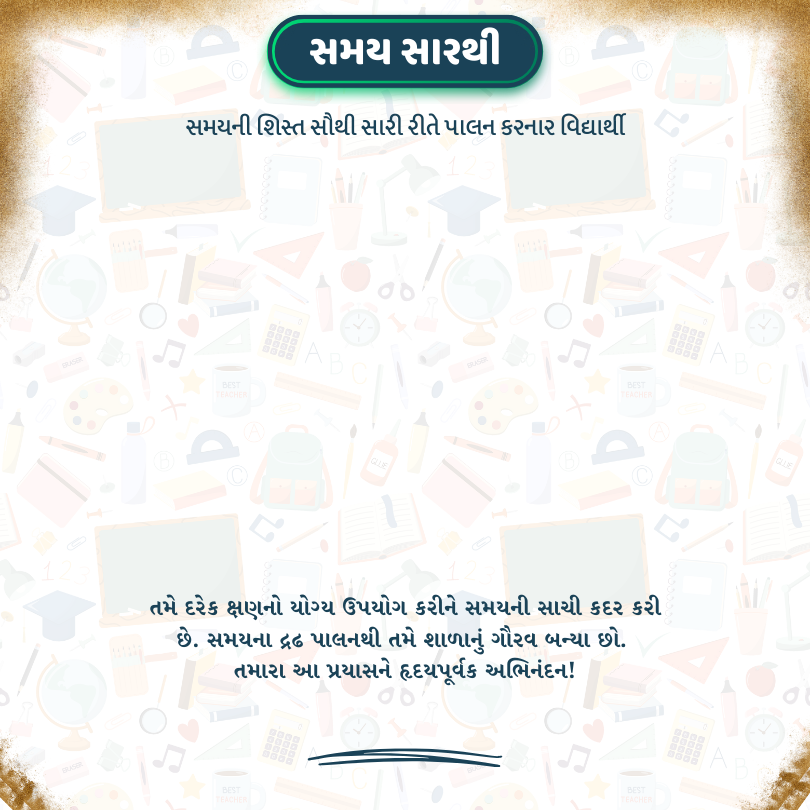 સમય સારથી
સમયની શિસ્ત સૌથી સારી રીતે પાલન કરનાર વિદ્યાર્થી
તમે દરેક ક્ષણનો યોગ્ય ઉપયોગ કરીને સમયની સાચી કદર કરી
છે. સમયના દ્રઢ પાલનથી તમે શાળાનું ગૌરવ બન્યા છો.
તમારા આ પ્રયાસને હૃદયપૂર્વક અભિનંદન!